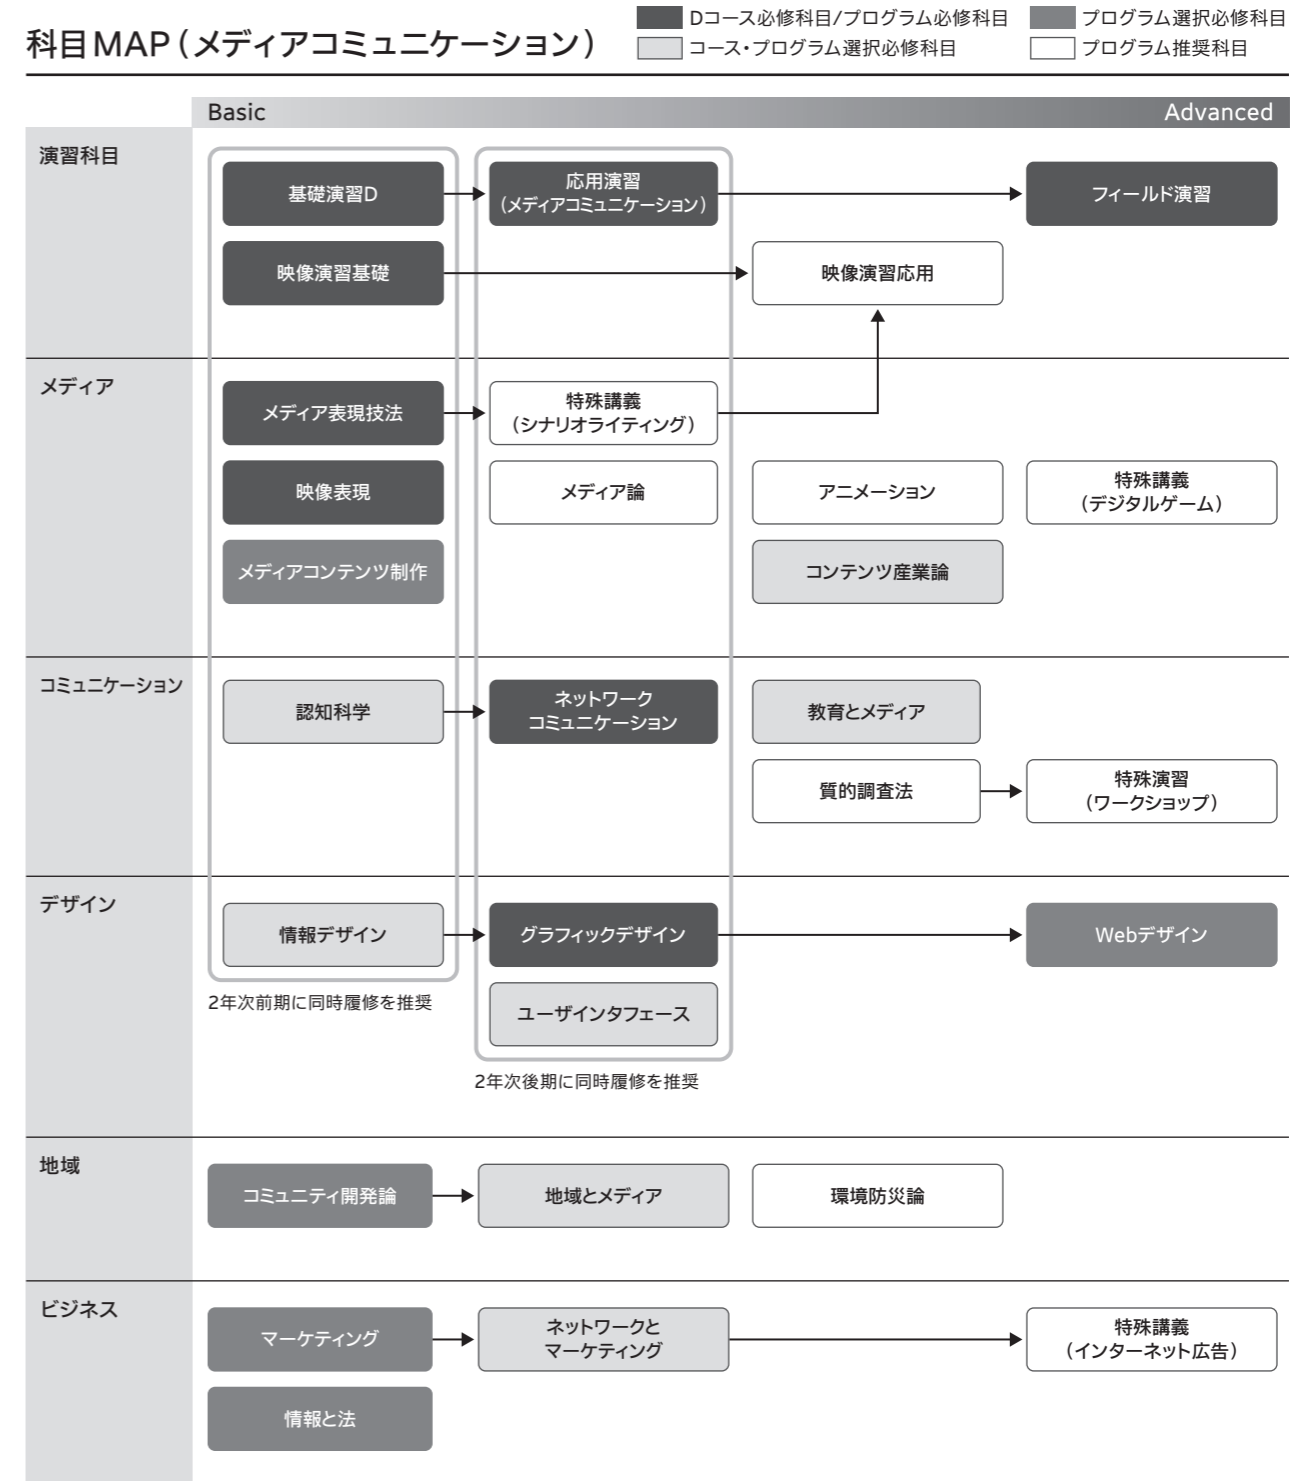 科目MAP（メディアコミュニケーション）
Dコース必修科目/プログラム必修科目
プログラム選択必修科目
コース・プログラム選択必修科目
プログラム推奨科目
Basic
Advanced
演習科目
基礎演習D
応用演習
（メディアコミュニケーション）
フィールド演習
映像演習基礎
映像演習応用
メディア
メディア表現技法
特殊講義
（シナリオライティング）
映像表現
メディア論
アニメーション
特殊講義
（デジタルゲーム）
メディアコンテンツ制作
コンテンツ産業論
コミュニケーション
認知科学
ネットワーク
コミュニケーション
教育とメディア
質的調査法
特殊演習
（ワークショップ）
デザイン
情報デザイン
グラフィックデザイン
Webデザイン
2年次前期に同時履修を推奨
ユーザインタフェース
2年次後期に同時履修を推奨
地域
コミュニティ開発論
地域とメディア
環境防災論
ビジネス
マーケティング
ネットワークと
マーケティング
特殊講義
（インターネット広告）
情報と法